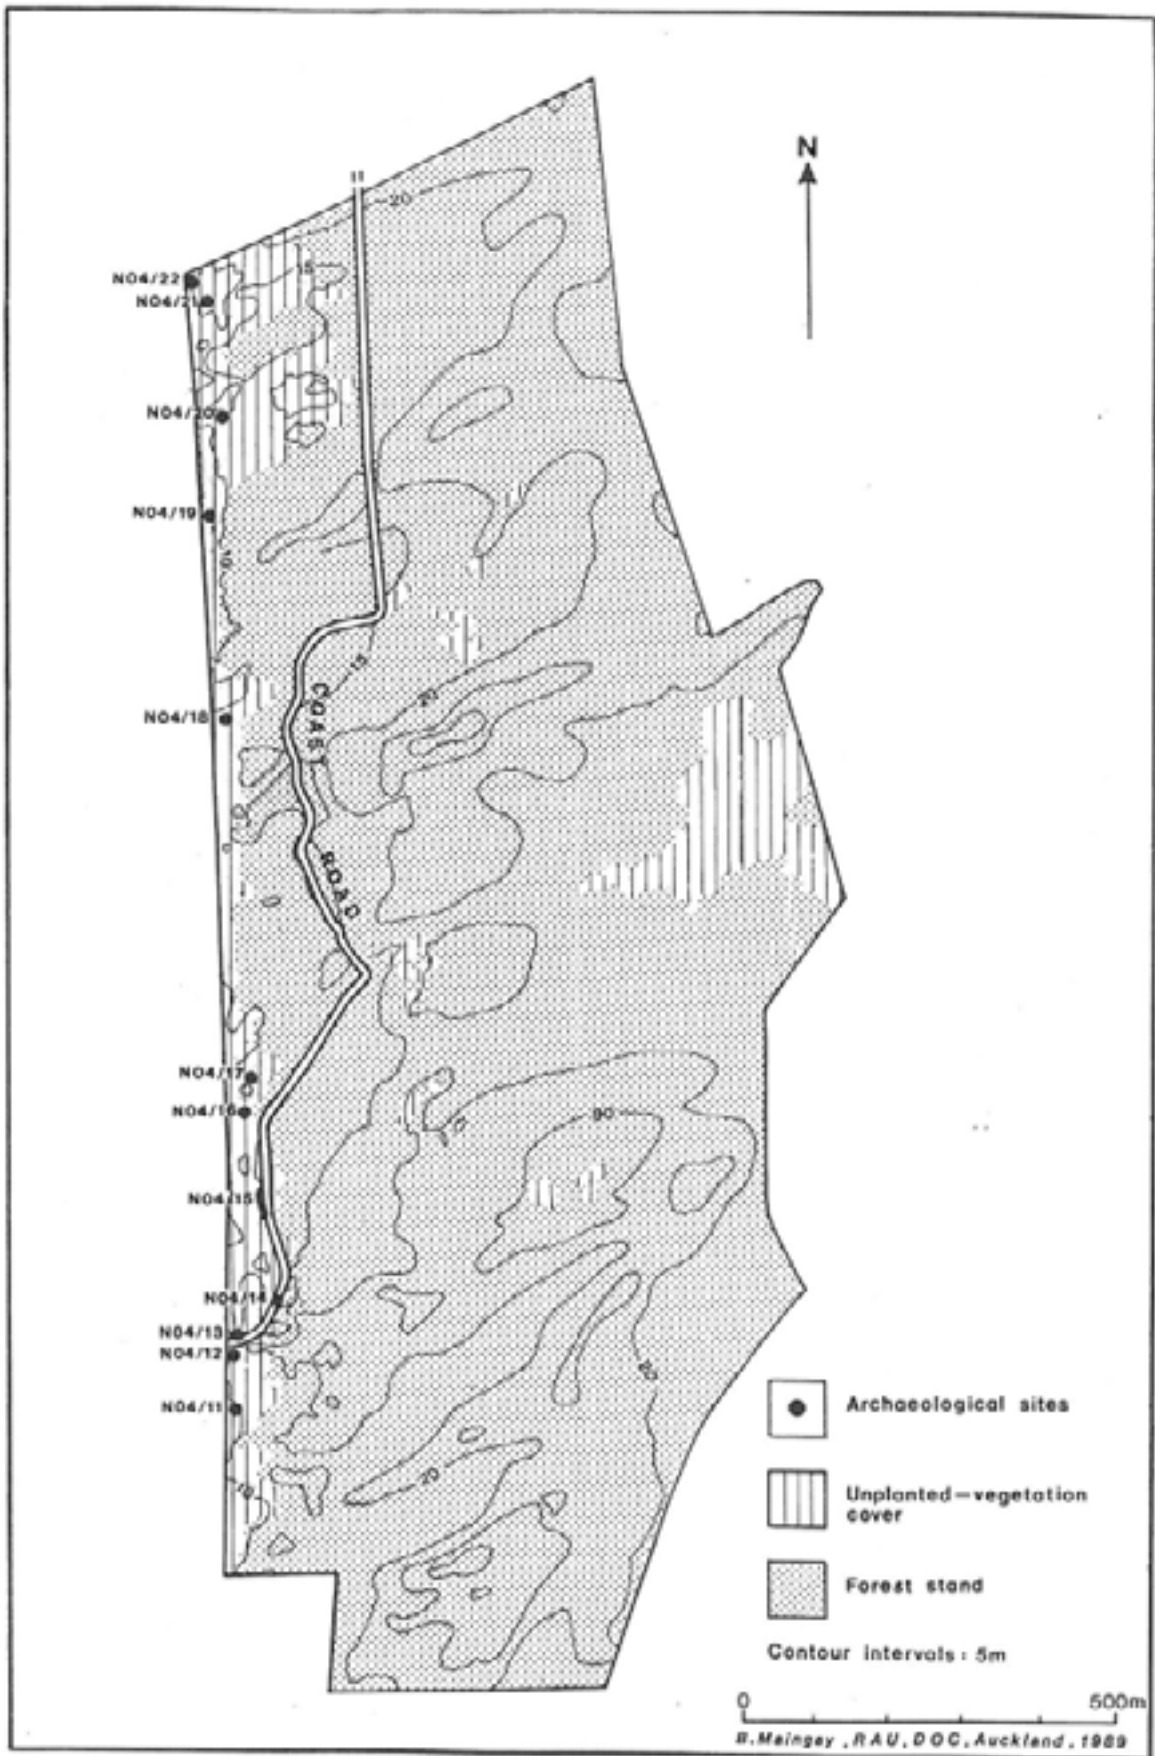 N
20
15
N04/22
N04/21
N04/20
N04/19
10
15
20
N04/18
COAST
ROAD
N04/17
N04/16
N04/15
N04/14
N04/13
N04/12
N04/11
20
20
Archaeological sites
Unplanted—vegetation
cover
Forest stand
Contour intervals : 5m
0 500m
B.Maingay , RAU, DOC, Auckland, 1989